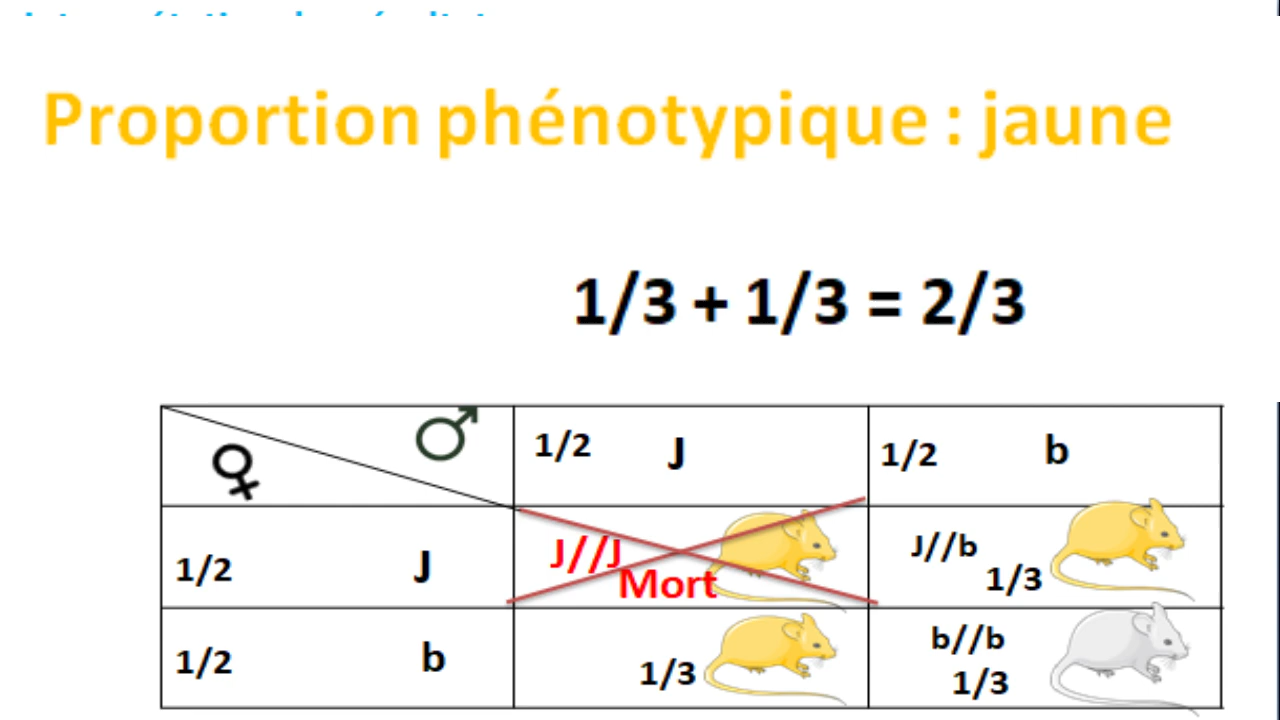 Proportion phénotypique : jaune
1/3 + 1/3 = 2/3
1/2 J
1/2 b
1/2 J
J//J
Mort
J//b
1/3
1/2 b
1/3
b//b
1/3